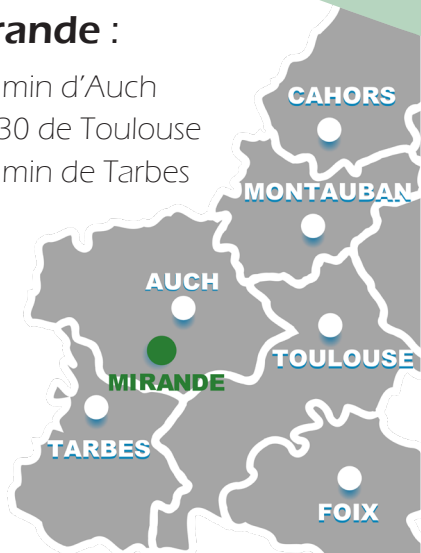 rande :
min d'Auch
30 de Toulouse
min de Tarbes
CAHORS
MONTAUBAN
AUCH
TOULOUSE
MIRANDE
TARBES
FOIX